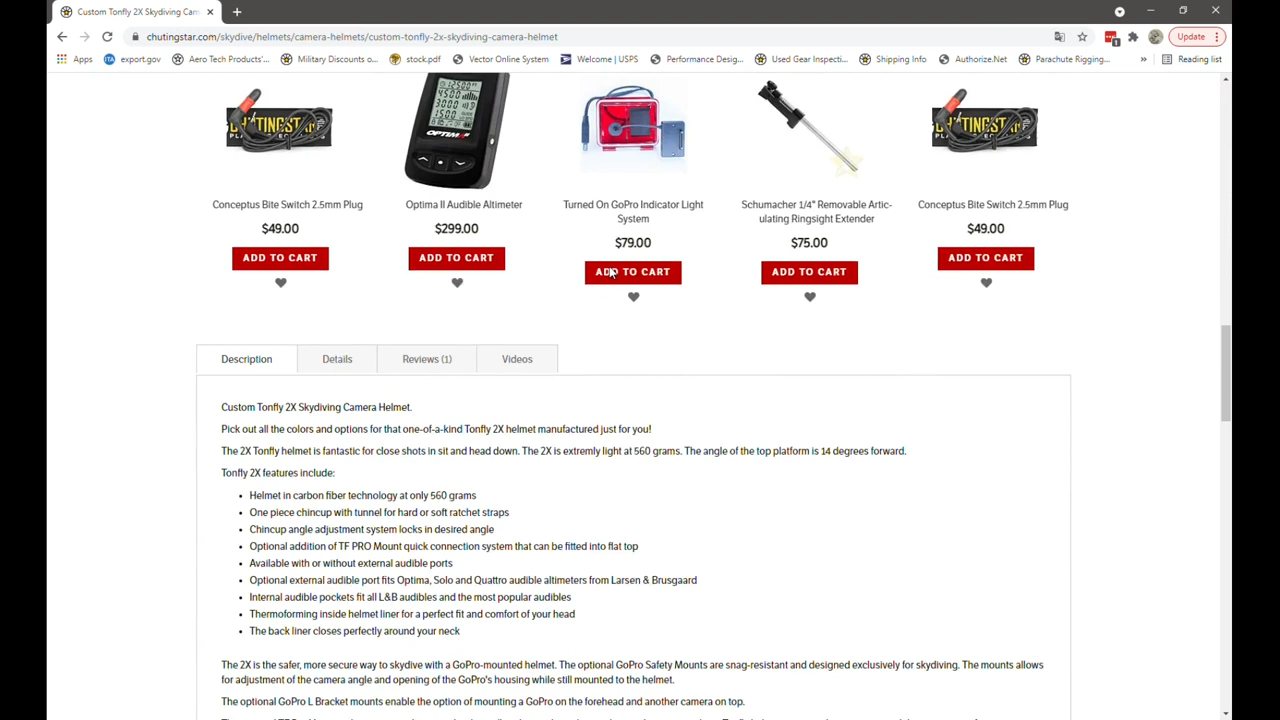 Custom Tonfly 2X Skydiving Cam
Update
chutingstar.com/skydive/helmets/camera-helmets/custom-tonfly-2x-skydiving-camera-helmet
Apps export.gov Aero Tech Products'... Military Discounts o... stock.pdf Vector Online System Welcome | USPS Performance Desig... Used Gear Inspecti... Shipping Info Authorize.Net Parachute Rigging... » Reading list
OPTIMA
Conceptus Bite Switch 2.5mm Plug
$49.00
ADD TO CART
Optima II Audible Altimeter
$299.00
ADD TO CART
Turned On GoPro Indicator Light
System
$79.00
ADD TO CART
Schumacher 1/4" Removable Artic-
ulating Ringsight Extender
$75.00
ADD TO CART
Conceptus Bite Switch 2.5mm Plug
$49.00
ADD TO CART
Description Details Reviews (1) Videos
Custom Tonfly 2X Skydiving Camera Helmet.
Pick out all the colors and options for that one-of-a-kind Tonfly 2X helmet manufactured just for you!
The 2X Tonfly helmet is fantastic for close shots in sit and head down. The 2X is extremly light at 560 grams. The angle of the top platform is 14 degrees forward.
Tonfly 2X features include:
• Helmet in carbon fiber technology at only 560 grams
• One piece chincup with tunnel for hard or soft ratchet straps
• Chincup angle adjustment system locks in desired angle
• Optional addition of TF PRO Mount quick connection system that can be fitted into flat top
• Available with or without external audible ports
• Optional external audible port fits Optima, Solo and Quattro audible altimeters from Larsen & Brusgaard
• Internal audible pockets fit all L&B audibles and the most popular audibles
• Thermoforming inside helmet liner for a perfect fit and comfort of your head
• The back liner closes perfectly around your neck
The 2X is the safer, more secure way to skydive with a GoPro-mounted helmet. The optional GoPro Safety Mounts are snag-resistant and designed exclusively for skydiving. The mounts allows
for adjustment of the camera angle and opening of the GoPro's housing while still mounted to the helmet.
The optional GoPro L Bracket mounts enable the option of mounting a GoPro on the forehead and another camera on top.